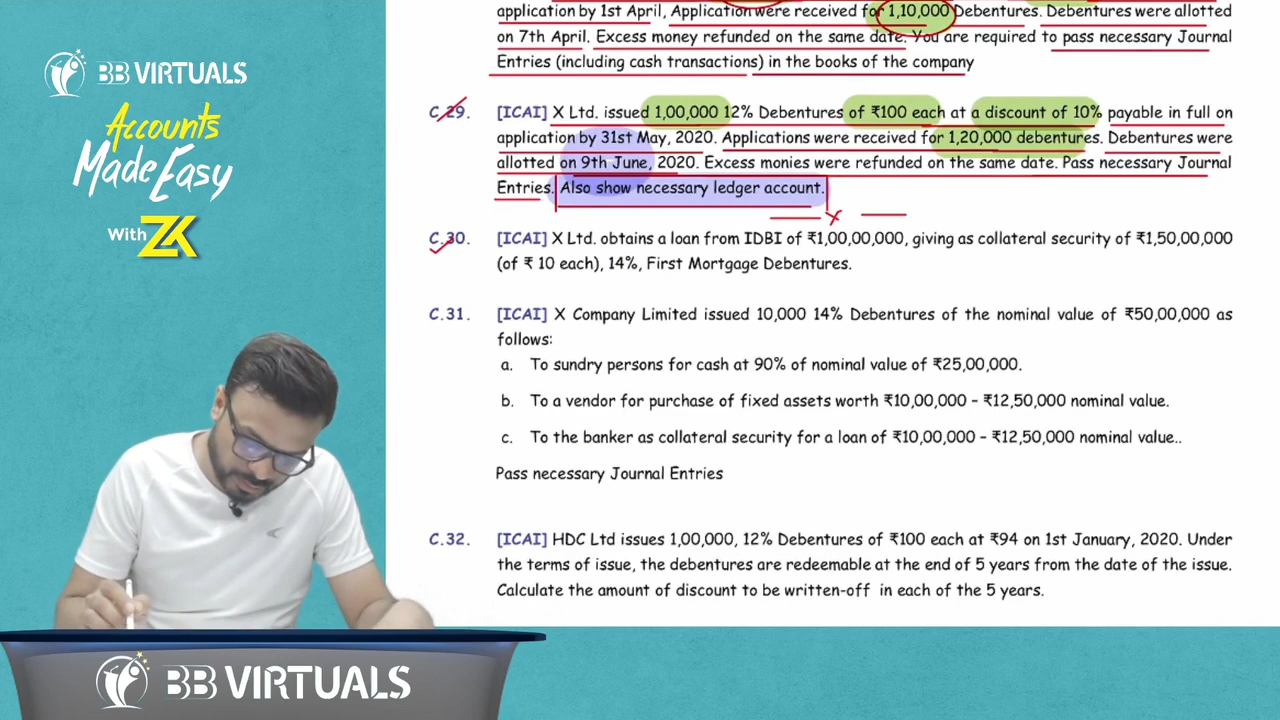 application by 1st April, Application were received for 1,10,000 Debentures. Debentures were allotted
on 7th April. Excess money refunded on the same date. You are required to pass necessary Journal
Entries (including cash transactions) in the books of the company
C.29. [ICAI] X Ltd. issued 1,00,000 12% Debentures of ₹100 each at a discount of 10% payable in full on
application by 31st May, 2020. Applications were received for 1,20,000 debentures. Debentures were
allotted on 9th June, 2020. Excess monies were refunded on the same date. Pass necessary Journal
Entries. Also show necessary ledger account.
C.30. [ICAI] X Ltd. obtains a loan from IDBI of ₹1,00,00,000, giving as collateral security of ₹1,50,00,000
(of ₹ 10 each), 14%, First Mortgage Debentures.
C.31. [ICAI] X Company Limited issued 10,000 14% Debentures of the nominal value of ₹50,00,000 as
follows:
a. To sundry persons for cash at 90% of nominal value of ₹25,00,000.
b. To a vendor for purchase of fixed assets worth ₹10,00,000 – ₹12,50,000 nominal value.
c. To the banker as collateral security for a loan of ₹10,00,000 – ₹12,50,000 nominal value..
Pass necessary Journal Entries
C.32. [ICAI] HDC Ltd issues 1,00,000, 12% Debentures of ₹100 each at ₹94 on 1st January, 2020. Under
the terms of issue, the debentures are redeemable at the end of 5 years from the date of the issue.
Calculate the amount of discount to be written-off in each of the 5 years.
BB VIRTUALS
Accounts
Made Easy
With ZK
BB VIRTUALS